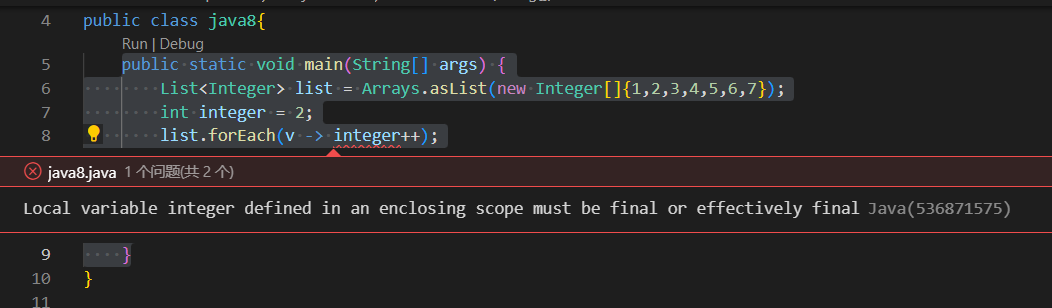 4 public class java8{
Run | Debug
5 public static void main(String[] args) {
6 List<Integer> list = Arrays.asList(new Integer[]{1,2,3,4,5,6,7});
7 int integer = 2;
8 list.forEach(v -> integer++);
java8.java 1 个问题(共 2 个)
Local variable integer defined in an enclosing scope must be final or effectively final Java(536871575)
9 }
10 }
11